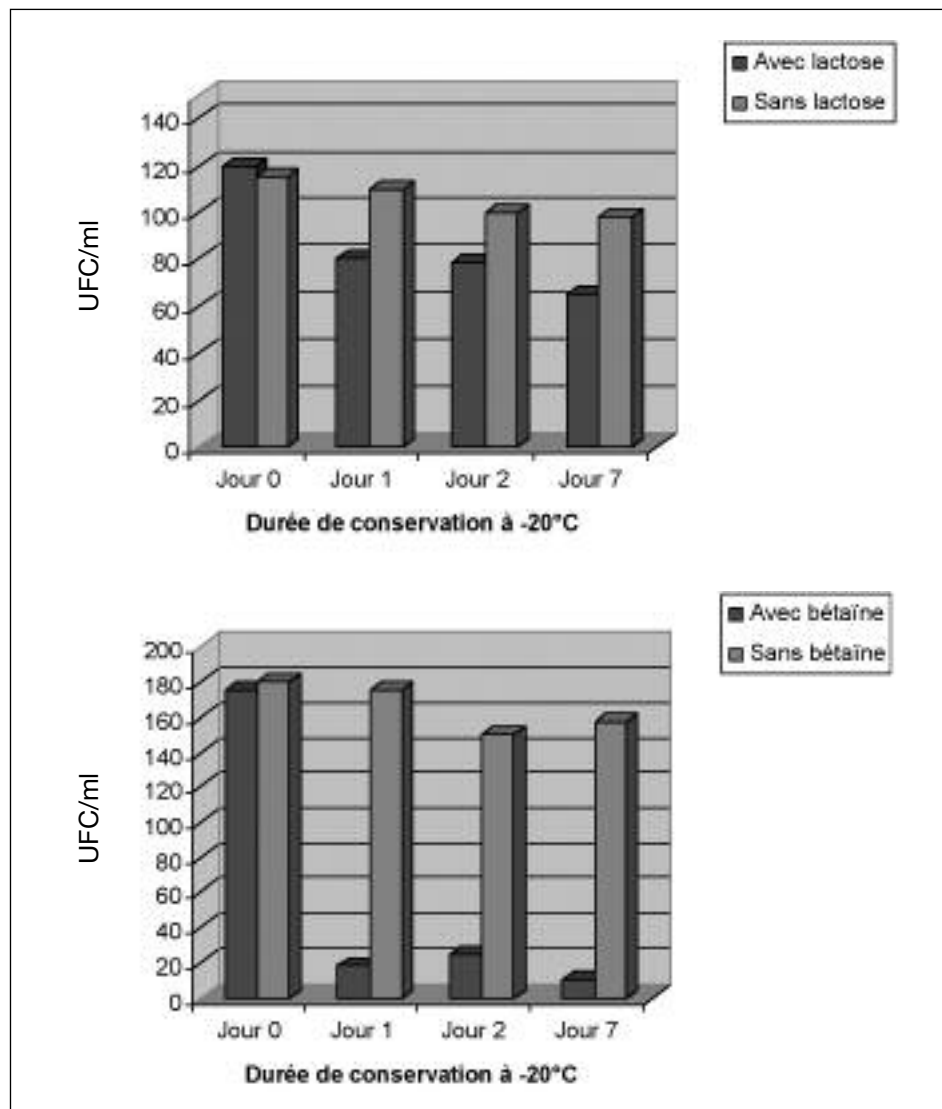 Avec lactose
Sans lactose
140
120
100
80
60
40
20
0
UFC/ml
Jour 0 Jour 1 Jour 2 Jour 7
Durée de conservation à -20°C
Avec bétaïne
Sans bétaïne
200
180
160
140
120
100
80
60
40
20
0
UFC/ml
Jour 0 Jour 1 Jour 2 Jour 7
Durée de conservation à -20°C